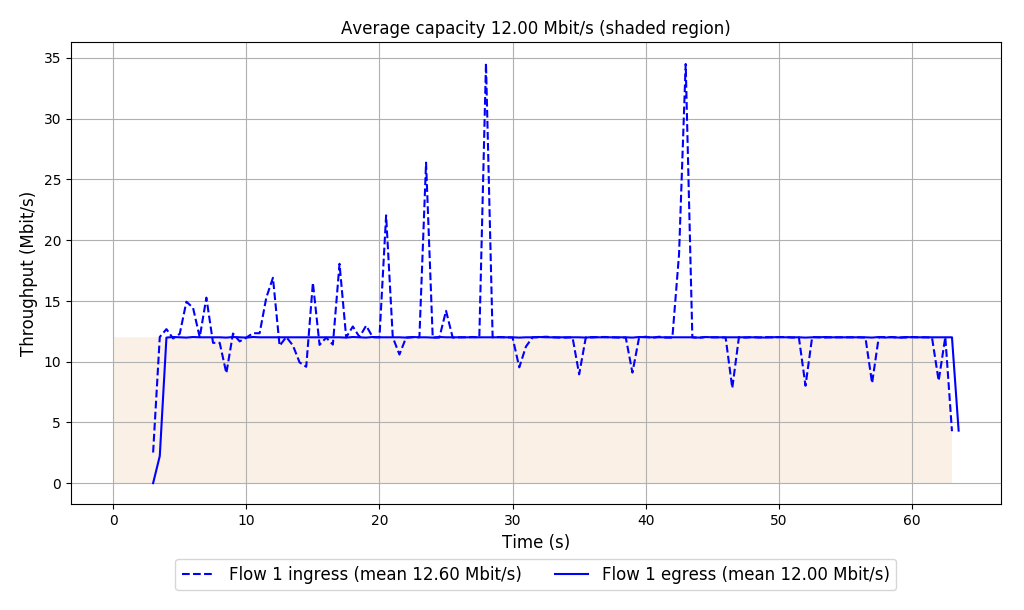 Average capacity 12.00 Mbit/s (shaded region)
Throughput (Mbit/s)
35
30
25
20
15
10
5
0
0 10 20 30 40 50 60
Time (s)
Flow 1 ingress (mean 12.60 Mbit/s) Flow 1 egress (mean 12.00 Mbit/s)